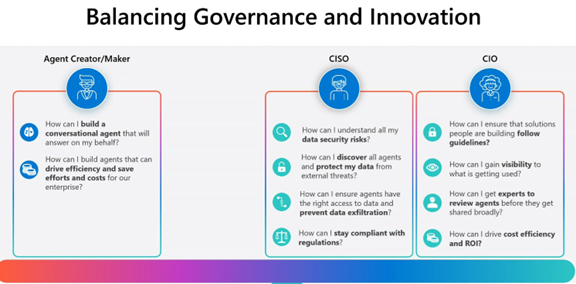 Balancing Governance and Innovation
Agent Creator/Maker
How can I build a
conversational agent that will
answer on my behalf?
How can I build agents that can
drive efficiency and save
efforts and costs for our
enterprise?
CISO
How can I understand all my
data security risks?
How can I discover all agents
and protect my data from
external threats?
How can I ensure agents have
the right access to data and
prevent data exfiltration?
How can I stay compliant with
regulations?
CIO
How can I ensure that solutions
people are building follow
guidelines?
How can I gain visibility to
what is getting used?
How can I get experts to
review agents before they get
shared broadly?
How can I drive cost efficiency
and ROI?